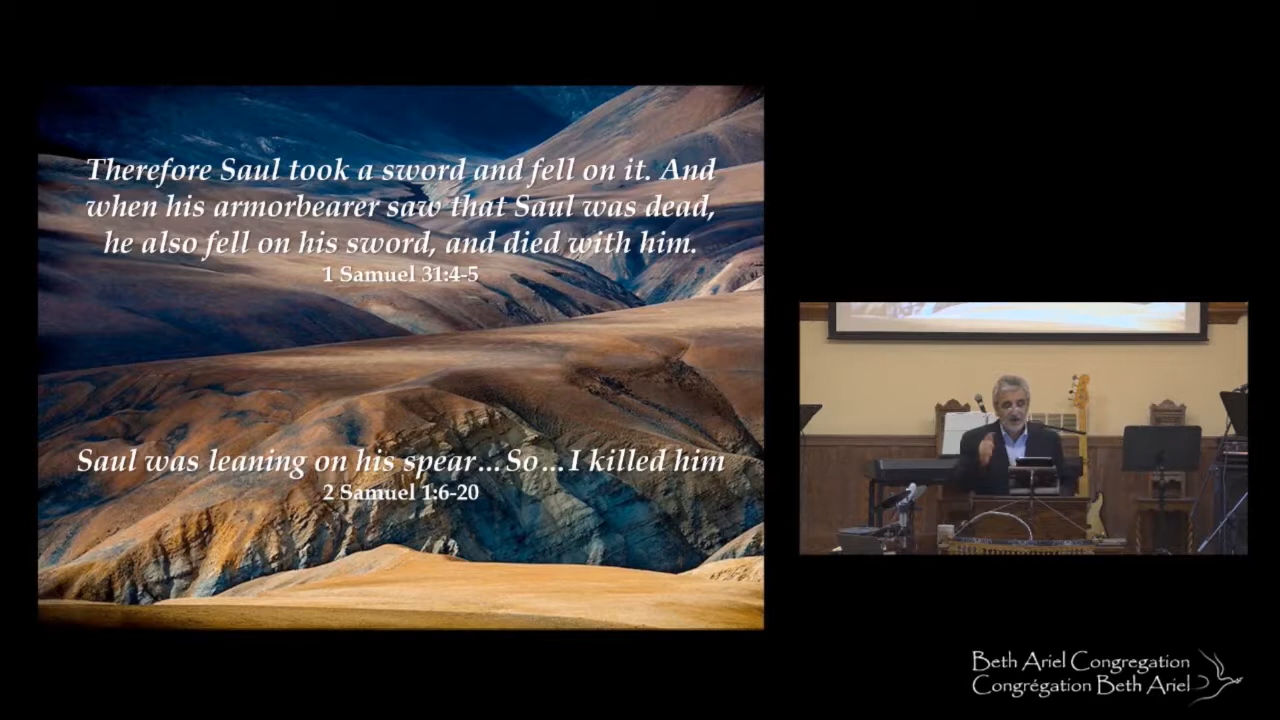 Therefore Saul took a sword and fell on it. And
when his armorbearer saw that Saul was dead,
he also fell on his sword, and died with him.
1 Samuel 31:4-5
Saul was leaning on his spear...So...I killed him
2 Samuel 1:6-20
Beth Ariel Congregation
Congrégation Beth Ariel